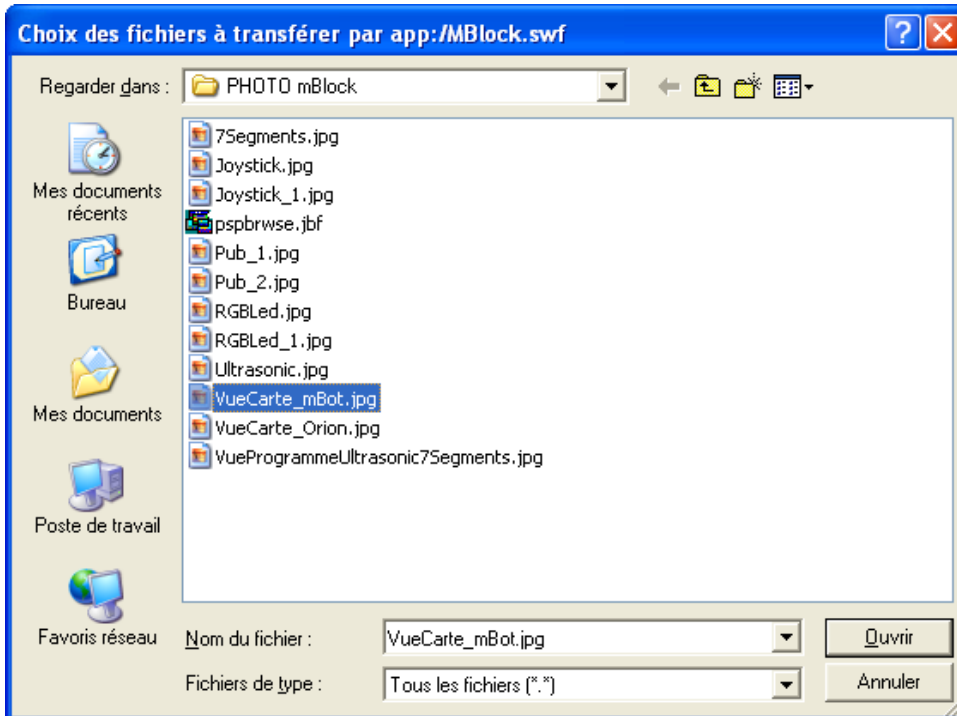 Choix des fichiers à transférer par app:/MBlock.swf
Regarder dans :
PHOTO mBlock
Mes documents
récents
Bureau
Mes documents
Poste de travail
Favoris réseau
7Segments.jpg
Joystick.jpg
Joystick_1.jpg
pspbrwse.jbf
Pub_1.jpg
Pub_2.jpg
RGBLed.jpg
RGBLed_1.jpg
Ultrasonic.jpg
VueCarte_mBot.jpg
VueCarte_Orion.jpg
VueProgrammeUltrasonic7Segments.jpg
Nom du fichier :
VueCarte_mBot.jpg
Ouvrir
Fichiers de type :
Tous les fichiers (*.*)
Annuler